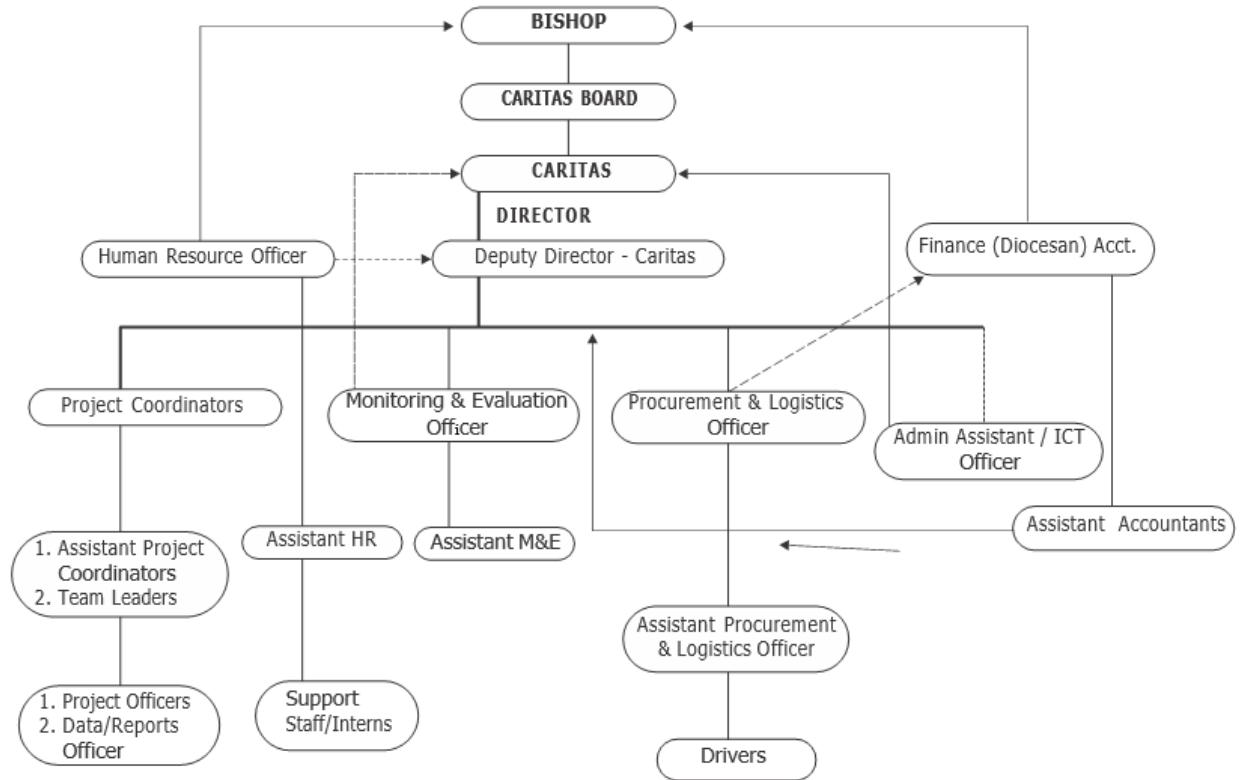 BISHOP
CARITAS BOARD
CARITAS
DIRECTOR
Human Resource Officer
Deputy Director - Caritas
Finance (Diocesan) Acct.
Project Coordinators
Monitoring & Evaluation
Officer
Procurement & Logistics
Officer
Admin Assistant / ICT
Officer
1. Assistant Project
Coordinators
2. Team Leaders
Assistant HR
Assistant M&E
Assistant Accountants
Assistant Procurement
& Logistics Officer
1. Project Officers
2. Data/Reports
Officer
Support
Staff/Interns
Drivers